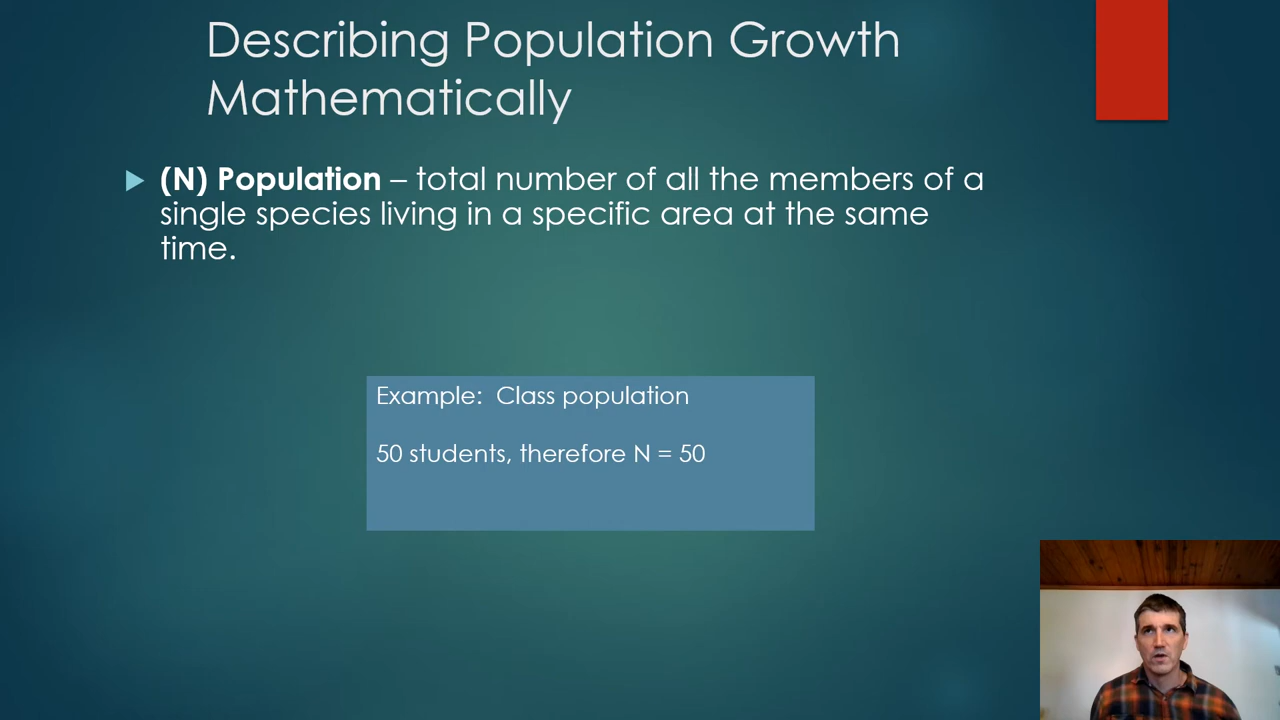 Describing Population Growth
Mathematically
(N) Population – total number of all the members of a
single species living in a specific area at the same
time.
Example:  Class population
50 students, therefore N = 50